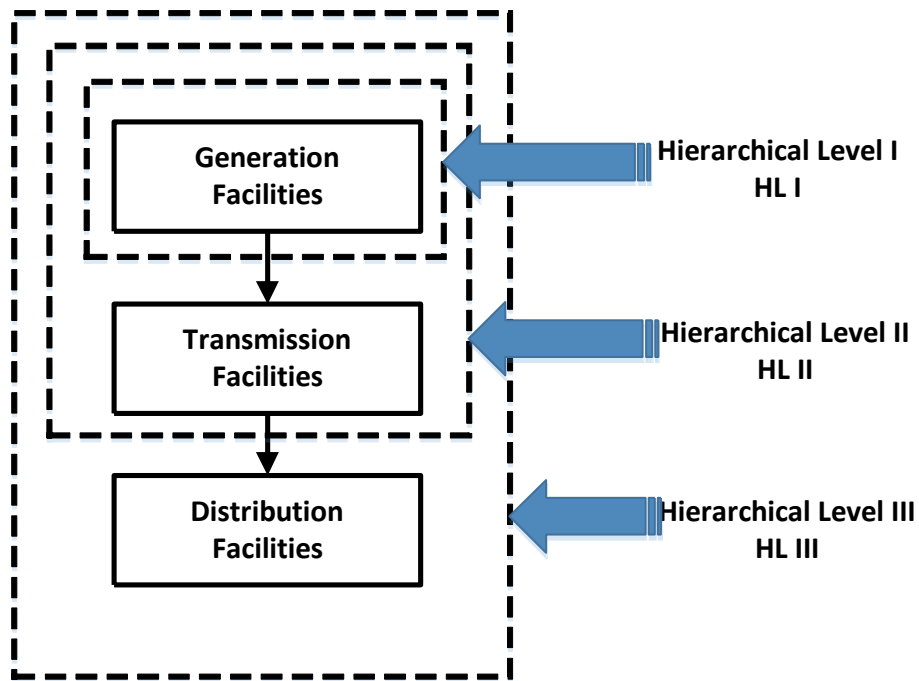 Generation
Facilities
Hierarchical Level I
HL I
Transmission
Facilities
Hierarchical Level II
HL II
Distribution
Facilities
Hierarchical Level III
HL III